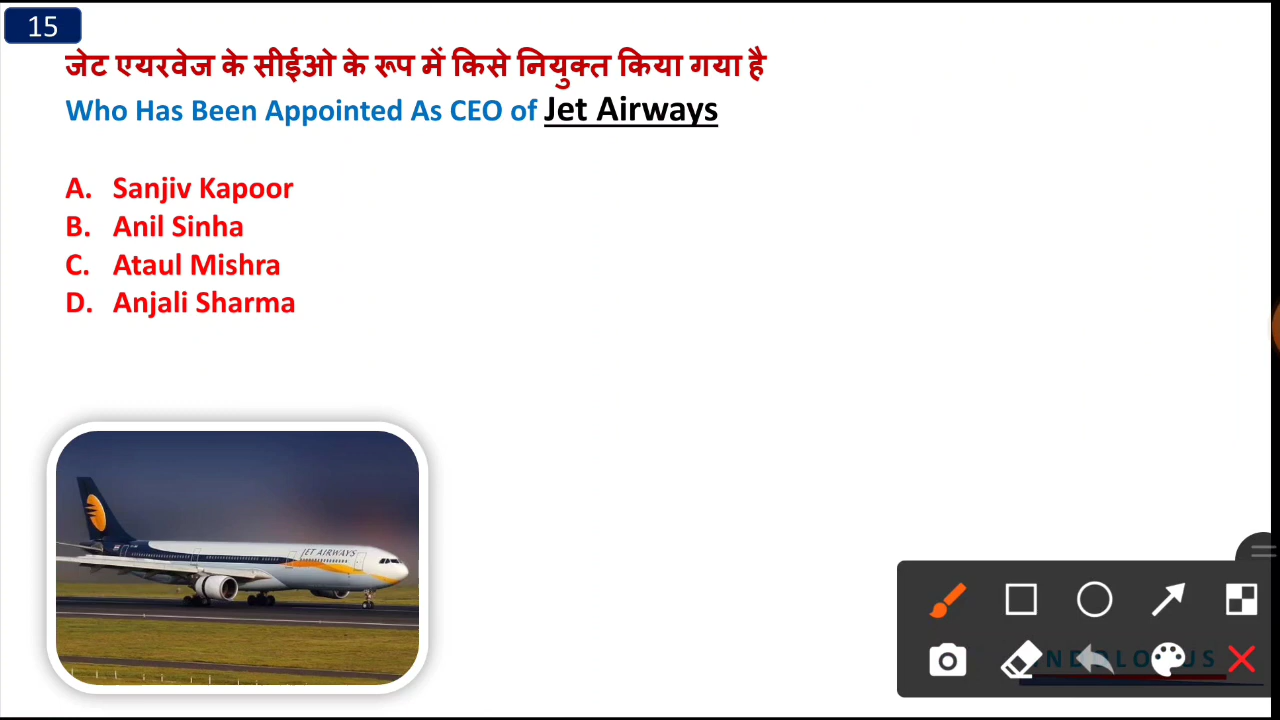 15
जेट एयरवेज के सीईओ के रूप में किसे नियुक्त किया गया है
Who Has Been Appointed As CEO of Jet Airways
A. Sanjiv Kapoor
B. Anil Sinha
C. Ataul Mishra
D. Anjali Sharma
JET AIRWAYS